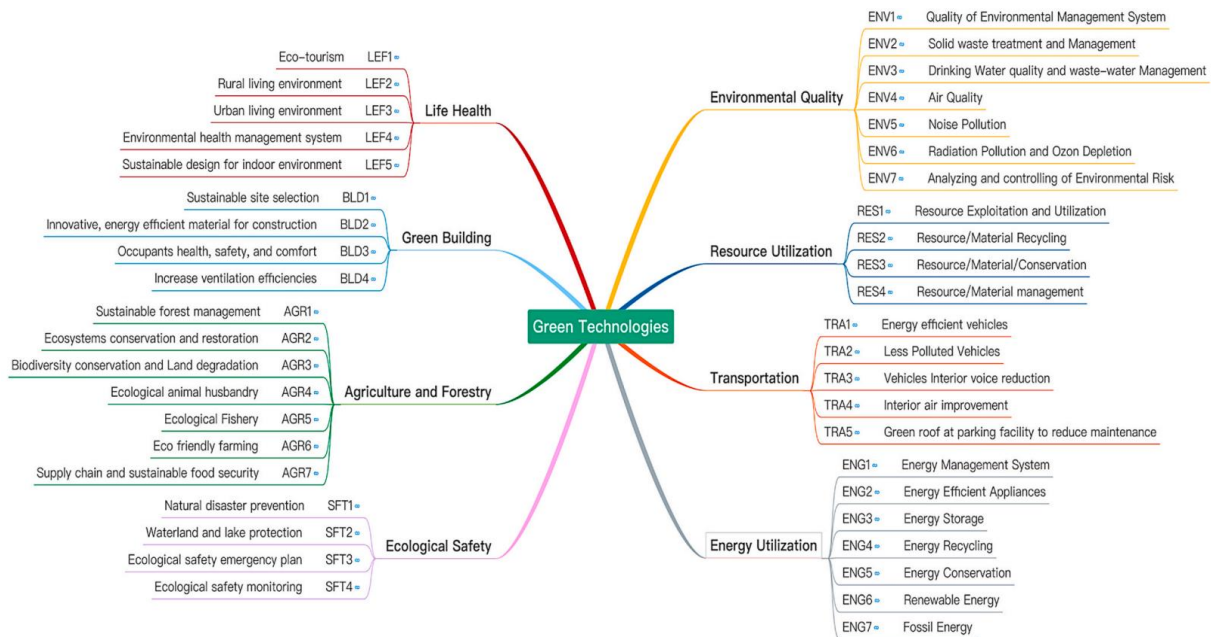 Green Technologies
Life Health
Eco-tourism LEF1
Rural living environment LEF2
Urban living environment LEF3
Environmental health management system LEF4
Sustainable design for indoor environment LEF5
Green Building
Sustainable site selection BLD1
Innovative, energy efficient material for construction BLD2
Occupants health, safety, and comfort BLD3
Increase ventilation efficiencies BLD4
Agriculture and Forestry
Sustainable forest management AGR1
Ecosystems conservation and restoration AGR2
Biodiversity conservation and Land degradation AGR3
Ecological animal husbandry AGR4
Ecological Fishery AGR5
Eco friendly farming AGR6
Supply chain and sustainable food security AGR7
Ecological Safety
Natural disaster prevention SFT1
Waterland and lake protection SFT2
Ecological safety emergency plan SFT3
Ecological safety monitoring SFT4
Environmental Quality
ENV1 Quality of Environmental Management System
ENV2 Solid waste treatment and Management
ENV3 Drinking Water quality and waste-water Management
ENV4 Air Quality
ENV5 Noise Pollution
ENV6 Radiation Pollution and Ozon Depletion
ENV7 Analyzing and controlling of Environmental Risk
Resource Utilization
RES1 Resource Exploitation and Utilization
RES2 Resource/Material Recycling
RES3 Resource/Material/Conservation
RES4 Resource/Material management
Transportation
TRA1 Energy efficient vehicles
TRA2 Less Polluted Vehicles
TRA3 Vehicles Interior voice reduction
TRA4 Interior air improvement
TRA5 Green roof at parking facility to reduce maintenance
Energy Utilization
ENG1 Energy Management System
ENG2 Energy Efficient Appliances
ENG3 Energy Storage
ENG4 Energy Recycling
ENG5 Energy Conservation
ENG6 Renewable Energy
ENG7 Fossil Energy